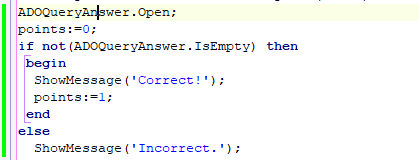 ADOQueryAnswer.Open;
points:=0;
if not(ADOQueryAnswer.IsEmpty) then
begin
ShowMessage('Correct!');
points:=1;
end
else
ShowMessage('Incorrect.');